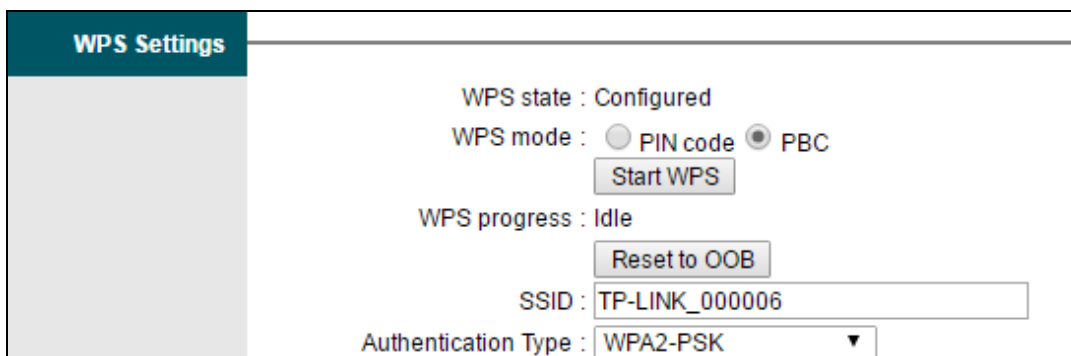 WPS Settings
WPS state : Configured
WPS mode : PIN code PBC
Start WPS
WPS progress : Idle
Reset to OOB
SSID : TP-LINK_000006
Authentication Type : WPA2-PSK